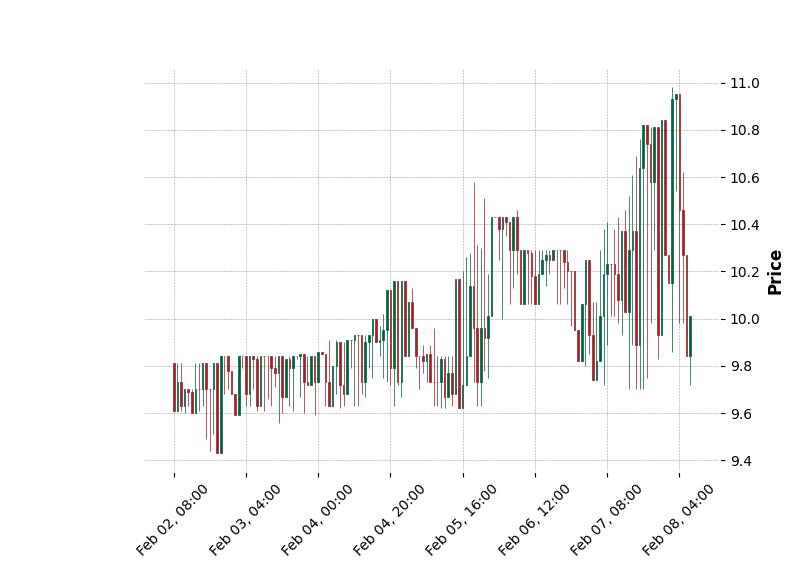 11.0
10.8
10.6
10.4
10.2
10.0
9.8
9.6
9.4
Price
Feb 02, 08:00
Feb 03, 04:00
Feb 04, 00:00
Feb 04, 20:00
Feb 05, 16:00
Feb 06, 12:00
Feb 07, 08:00
Feb 08, 04:00